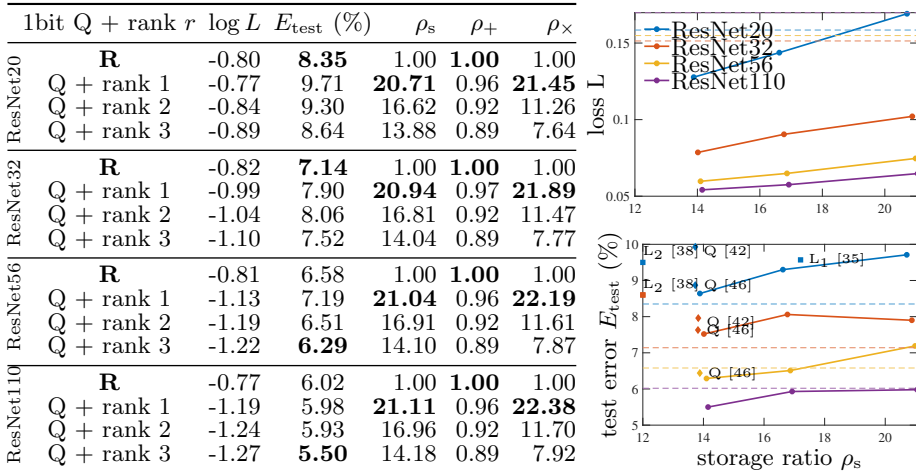 1bit Q + rank r log L E_test (%) ρ_s ρ_+ ρ_×
ResNet20
R -0.80 8.35 1.00 1.00 1.00
Q + rank 1 -0.77 9.71 20.71 0.96 21.45
Q + rank 2 -0.84 9.30 16.62 0.92 11.26
Q + rank 3 -0.89 8.64 13.88 0.89 7.64
ResNet32
R -0.82 7.14 1.00 1.00 1.00
Q + rank 1 -0.99 7.90 20.94 0.97 21.89
Q + rank 2 -1.04 8.06 16.81 0.92 11.47
Q + rank 3 -1.10 7.52 14.04 0.89 7.77
ResNet56
R -0.81 6.58 1.00 1.00 1.00
Q + rank 1 -1.13 7.19 21.04 0.96 22.19
Q + rank 2 -1.19 6.51 16.91 0.92 11.61
Q + rank 3 -1.22 6.29 14.10 0.89 7.87
ResNet110
R -0.77 6.02 1.00 1.00 1.00
Q + rank 1 -1.19 5.98 21.11 0.96 22.38
Q + rank 2 -1.24 5.93 16.96 0.92 11.70
Q + rank 3 -1.27 5.50 14.18 0.89 7.92
loss L
0.15
0.1
0.05
ResNet20
ResNet32
ResNet56
ResNet110
12 14 16 18 20
test error E_test (%)
10
9
8
7
6
5
L_2 [38] Q [42]
L_1 [35]
L_2 [38] Q [46]
Q [42]
Q [46]
Q [46]
12 14 16 18 20
storage ratio ρ_s